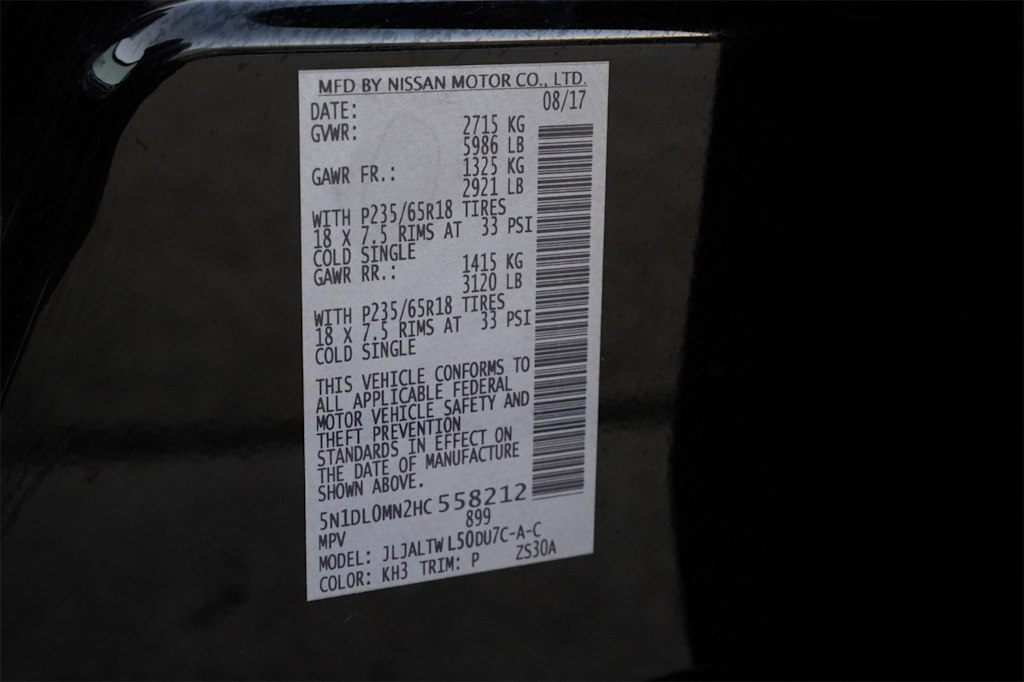 MFD BY NISSAN MOTOR CO., LTD.
DATE: 08/17
GVWR: 2715 KG
5986 LB
GAWR FR.: 1325 KG
2921 LB
WITH P235/65R18 TIRES
18 X 7.5 RIMS AT 33 PSI
COLD SINGLE
GAWR RR.: 1415 KG
3120 LB
WITH P235/65R18 TIRES
18 X 7.5 RIMS AT 33 PSI
COLD SINGLE
THIS VEHICLE CONFORMS TO
ALL APPLICABLE FEDERAL
MOTOR VEHICLE SAFETY AND
THEFT PREVENTION
STANDARDS IN EFFECT ON
THE DATE OF MANUFACTURE
SHOWN ABOVE.
5N1DL0MN2HC 558212
MPV 899
MODEL: JLJALTWL50DU7C-A-C
COLOR: KH3 TRIM: P ZS30A